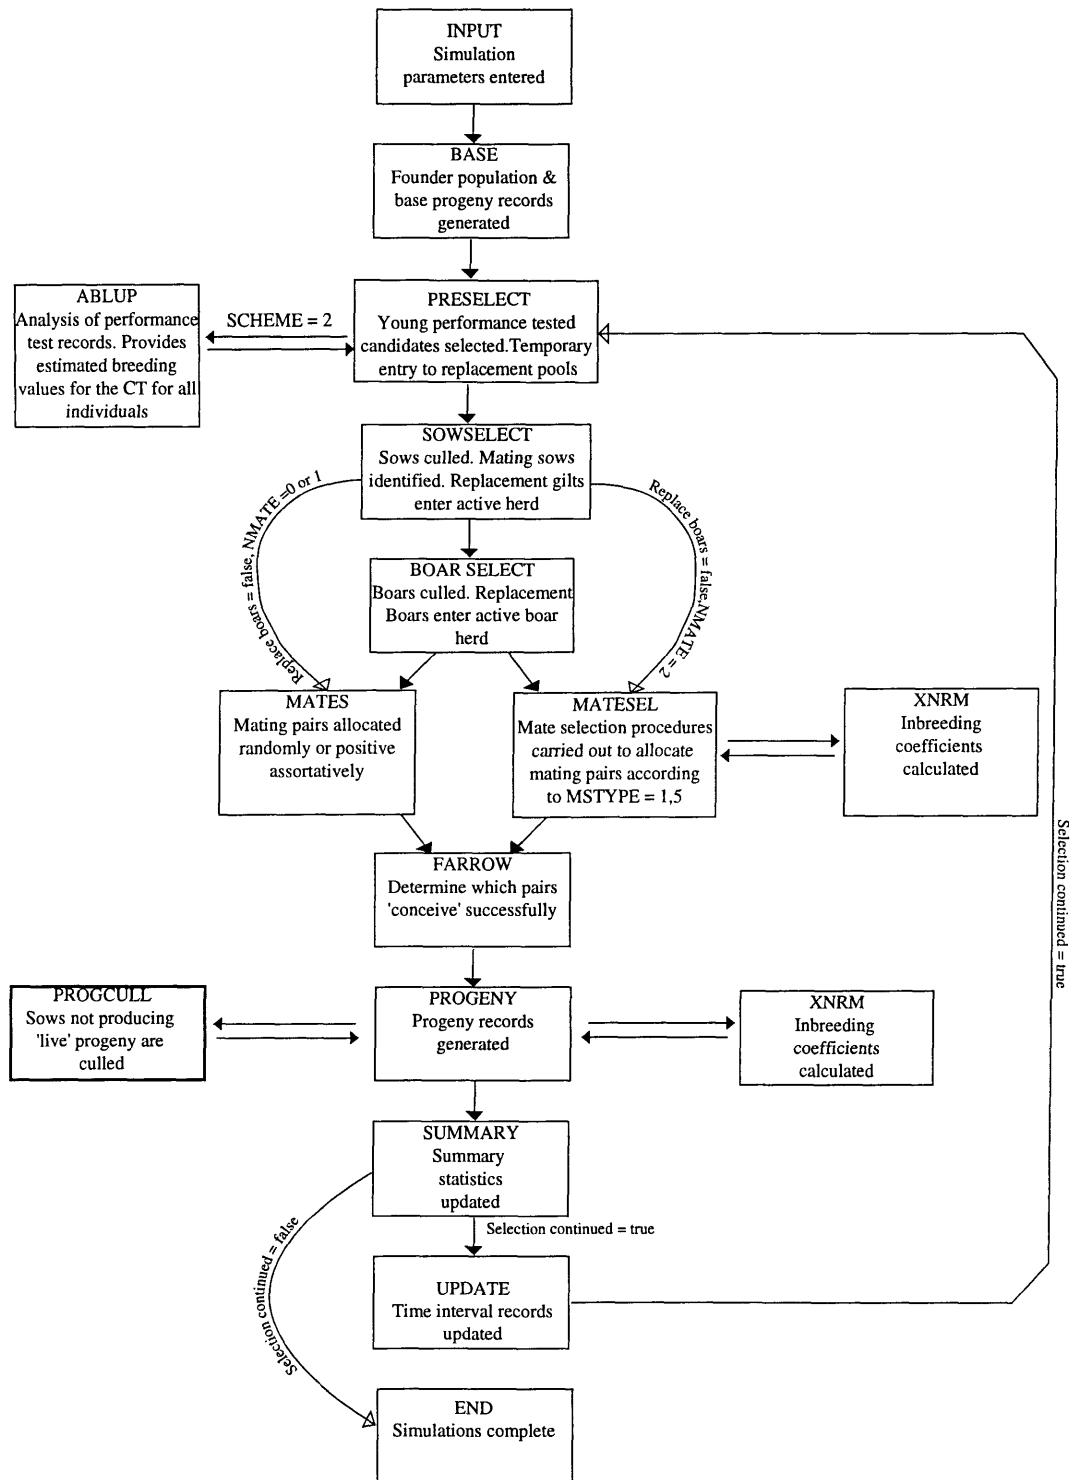 INPUT
Simulation
parameters entered
BASE
Founder population &
base progeny records
generated
ABLUP
Analysis of performance
test records. Provides
estimated breeding
values for the CT for all
individuals
SCHEME = 2
PRESELECT
Young performance tested
candidates selected.Temporary
entry to replacement pools
SOWSELECT
Sows culled. Mating sows
identified. Replacement gilts
enter active herd
Replace boars = false, NMATE =0 or 1
Replace boars = false,NMATE = 2
BOAR SELECT
Boars culled. Replacement
Boars enter active boar
herd
MATES
Mating pairs allocated
randomly or positive
assortatively
MATESEL
Mate selection procedures
carried out to allocate
mating pairs according
to MSTYPE = 1,5
XNRM
Inbreeding
coefficients
calculated
FARROW
Determine which pairs
'conceive' successfully
Selection continued = true
PROGCULL
Sows not producing
'live' progeny are
culled
PROGENY
Progeny records
generated
XNRM
Inbreeding
coefficients
calculated
SUMMARY
Summary
statistics
updated
Selection continued = true
Selection continued = false
UPDATE
Time interval records
updated
END
Simulations complete